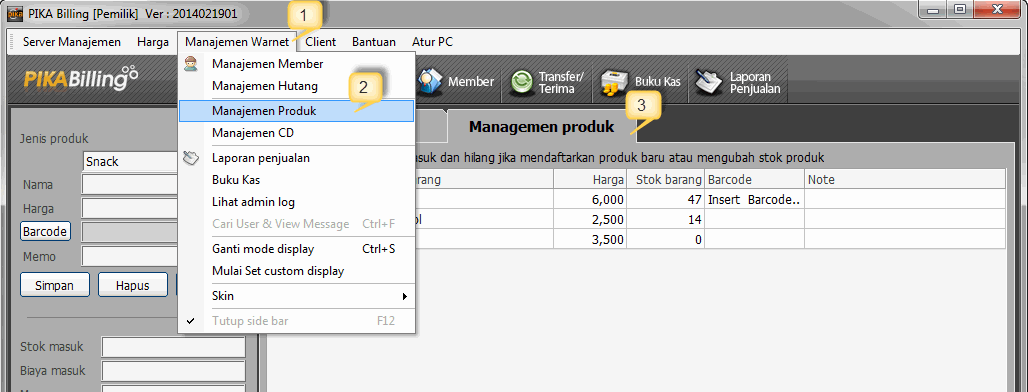 PIKA Billing [Pemilik] Ver : 2014021901
Server Manajemen Harga Manajemen Warnet Client Bantuan Atur PC
1
PIKABilling
Member Transfer/ Terima Buku Kas Laporan Penjualan
Manajemen Member
Manajemen Hutang
Manajemen Produk
2
Manajemen CD
Laporan penjualan
Buku Kas
Lihat admin log
Cari User & View Message Ctrl+F
Ganti mode display Ctrl+S
Mulai Set custom display
Skin
Tutup side bar F12
3
Managemen produk
dan hilang jika mendaftarkan produk baru atau mengubah stok produk
Harga Stok barang Barcode Note
6,000 47 Insert Barcode..
2,500 14
3,500 0
Jenis produk
Snack
Nama
Harga
Barcode
Memo
Simpan Hapus
Stok masuk
Biaya masuk